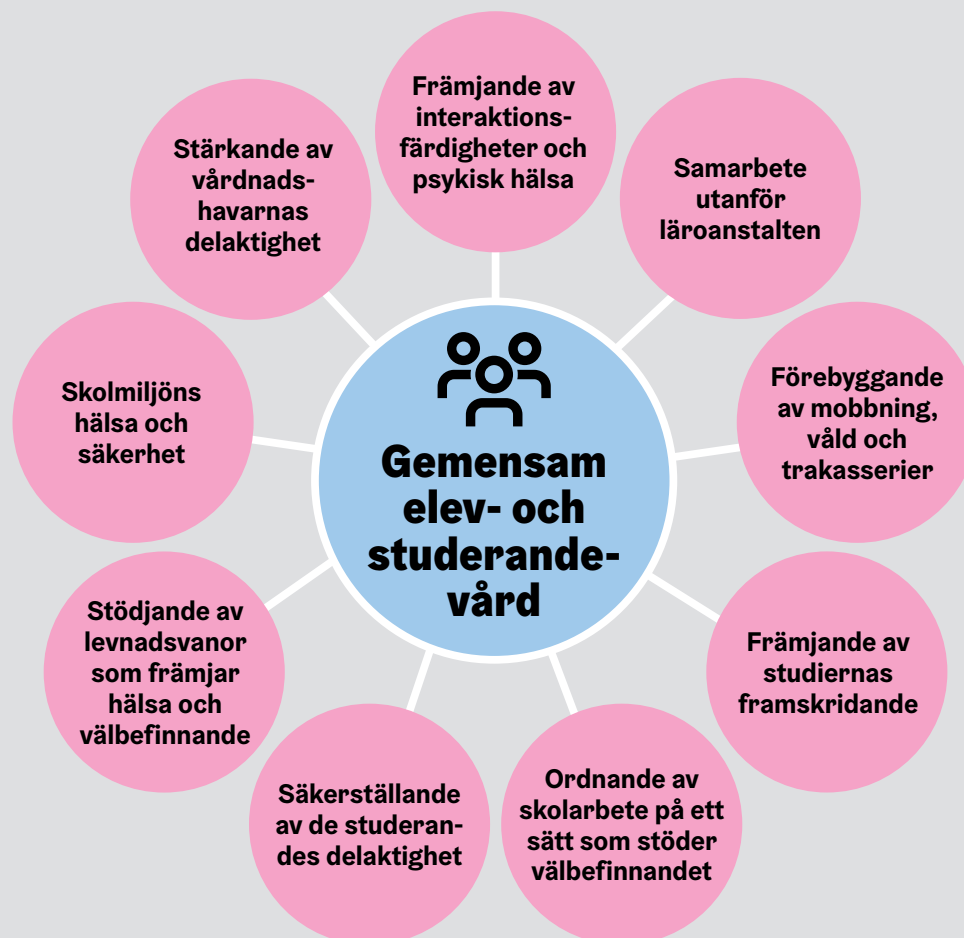 Främjande av
interaktions-
färdigheter och
psykisk hälsa
Samarbete
utanför
läroanstalten
Förebyggande
av mobbning,
våld och
trakasserier
Främjande av
studiernas
framskridande
Ordnande av
skolarbete på ett
sätt som stöder
välbefinnandet
Säkerställande
av de studeran-
des delaktighet
Stödjande av
levnadsvanor
som främjar
hälsa och
välbefinnande
Skolmiljöns
hälsa och
säkerhet
Stärkande av
vårdnads-
havarnas
delaktighet
Gemensam
elev- och
studerande-
vård